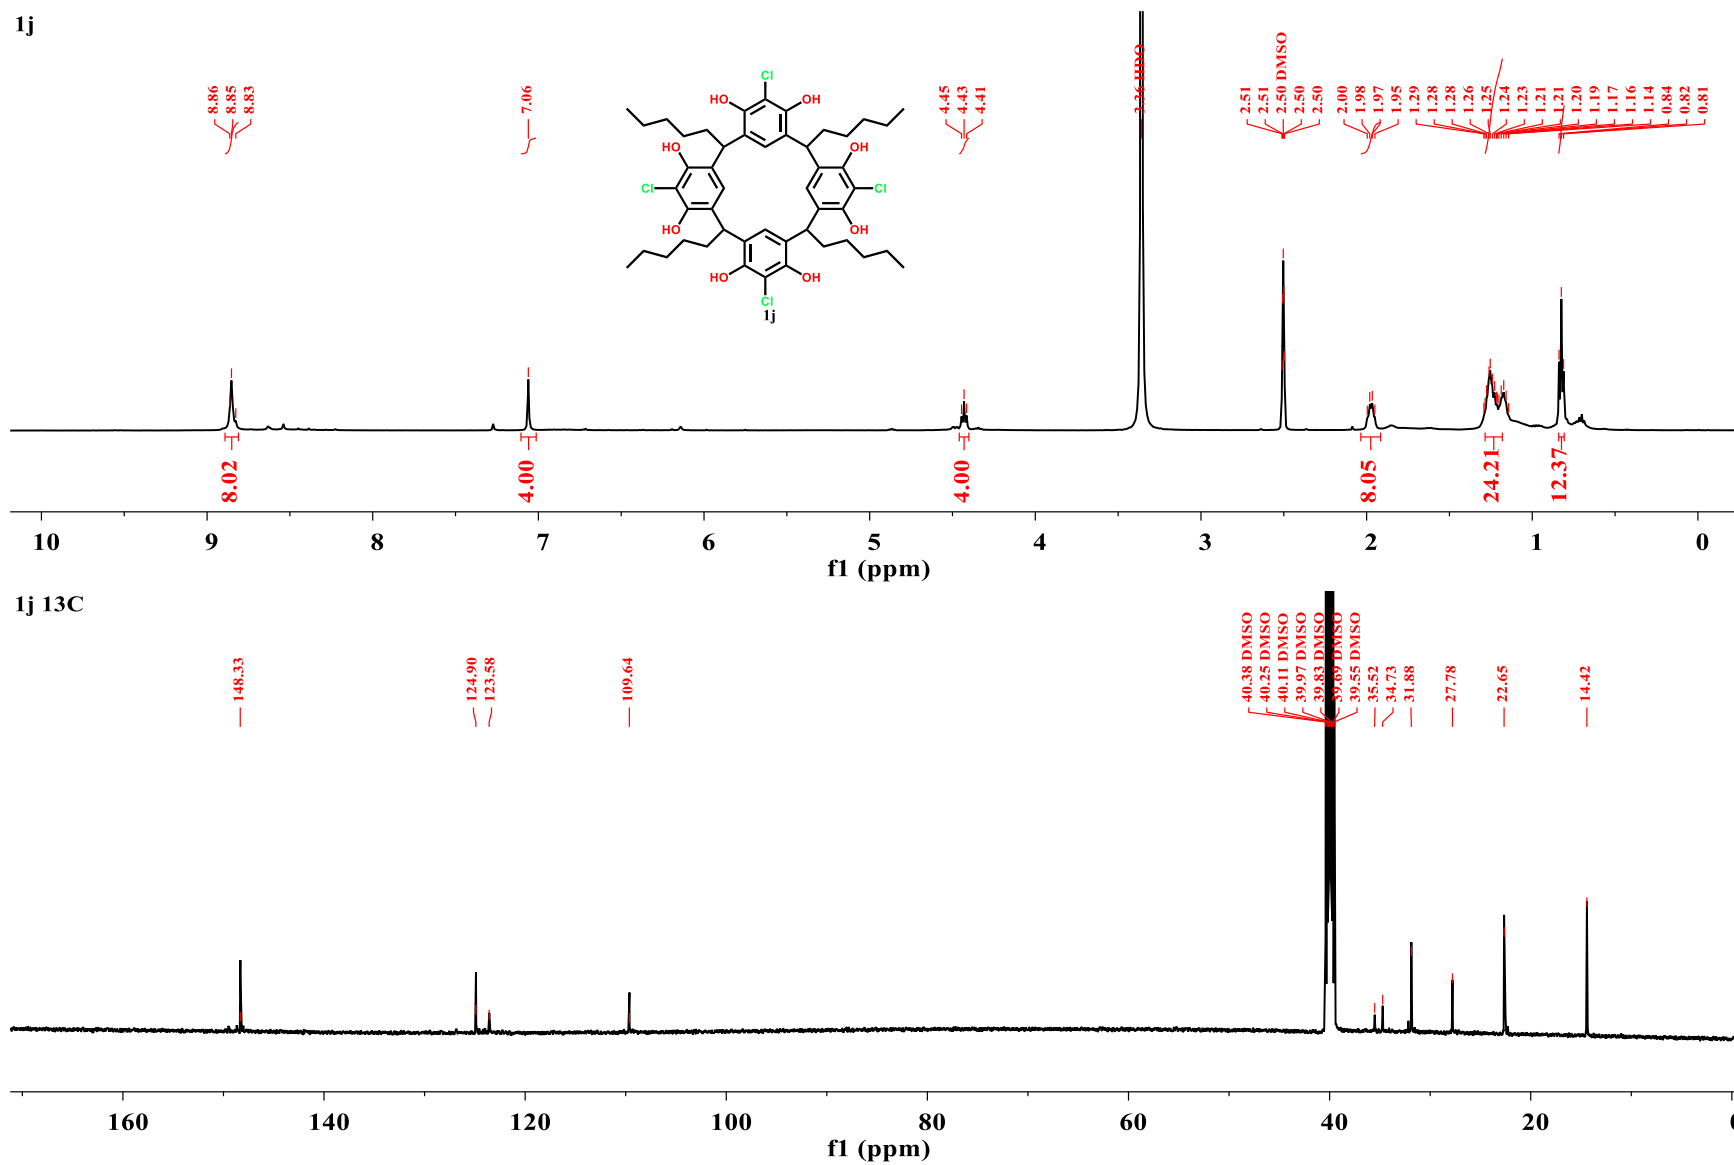 1j
8.86
8.85
8.83
7.06
4.45
4.43
4.41
3.36 HDO
2.51
2.51
2.50 DMSO
2.50
2.50
2.00
1.98
1.97
1.95
1.29
1.28
1.28
1.26
1.25
1.24
1.23
1.21
1.21
1.20
1.19
1.17
1.16
1.14
0.84
0.82
0.81
Cl
HO OH
HO OH
Cl Cl
HO OH
HO OH
Cl
1j
8.02
4.00
4.00
8.05
24.21
12.37
10 9 8 7 6 5 4 3 2 1 0
f1 (ppm)
1j 13C
148.33
124.90
123.58
109.64
40.38 DMSO
40.25 DMSO
40.11 DMSO
39.97 DMSO
39.83 DMSO
39.69 DMSO
39.55 DMSO
35.52
34.73
31.88
27.78
22.65
14.42
160 140 120 100 80 60 40 20
f1 (ppm)